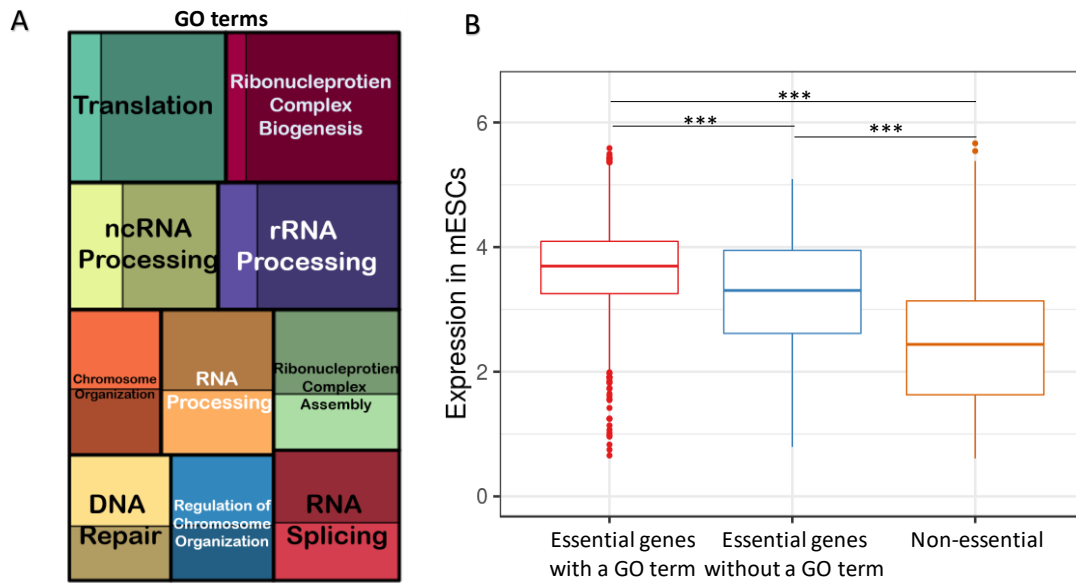 A
GO terms
Translation
Ribonucleprotien
Complex
Biogenesis
ncRNA
Processing
rRNA
Processing
Chromosome
Organization
RNA
Processing
Ribonucleprotien
Complex
Assembly
DNA
Repair
Regulation of
Chromosome
Organization
RNA
Splicing
B
Expression in mESCs
6
4
2
0
***
***
***
Essential genes
with a GO term
Essential genes
without a GO term
Non-essential